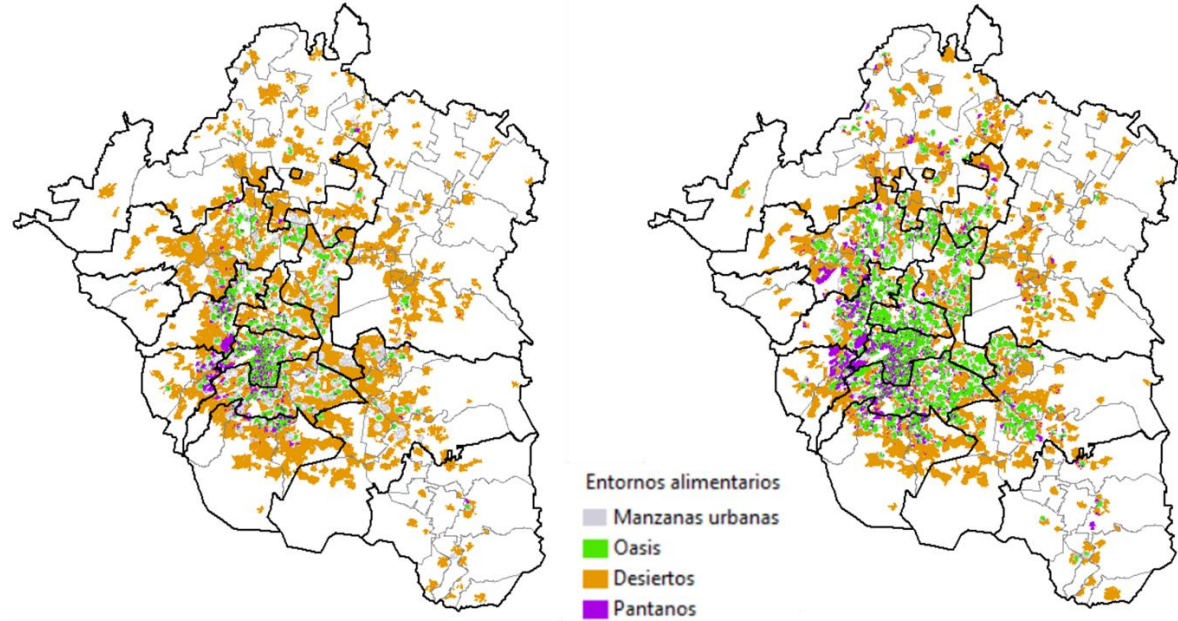 Entornos alimentarios
Manzanas urbanas
Oasis
Desiertos
Pantanos